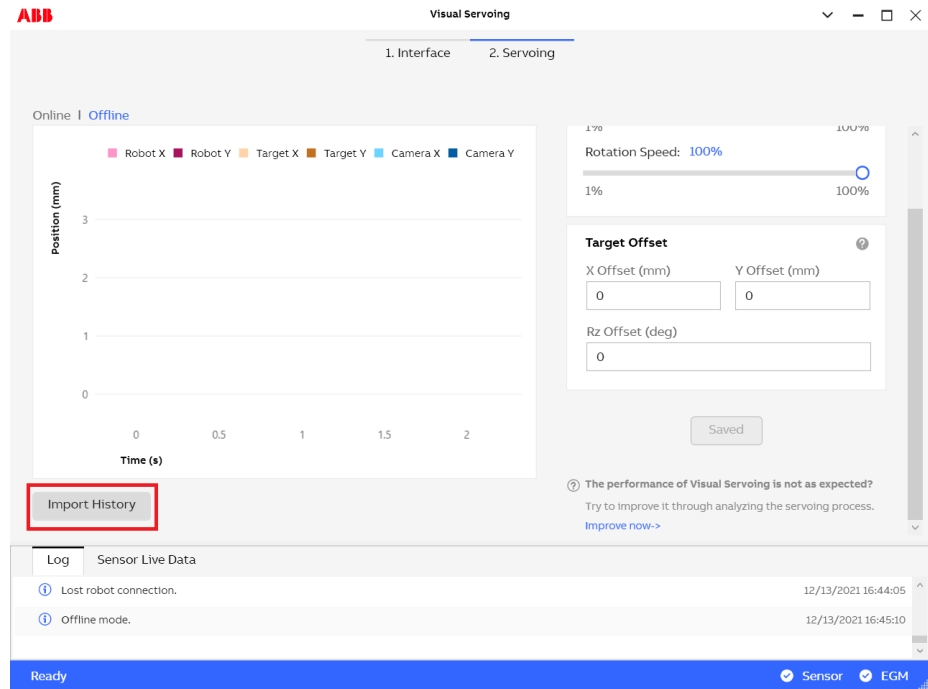 ABB
Visual Servoing
1. Interface
2. Servoing
Online | Offline
Robot X Robot Y Target X Target Y Camera X Camera Y
Position (mm)
3
2
1
0
0 0.5 1 1.5 2
Time (s)
Import History
1% 100%
Rotation Speed: 100%
1% 100%
Target Offset
X Offset (mm) Y Offset (mm)
0 0
Rz Offset (deg)
0
Saved
The performance of Visual Servoing is not as expected?
Try to improve it through analyzing the servoing process.
Improve now->
Log Sensor Live Data
Lost robot connection. 12/13/2021 16:44:05
Offline mode. 12/13/2021 16:45:10
Ready Sensor EGM